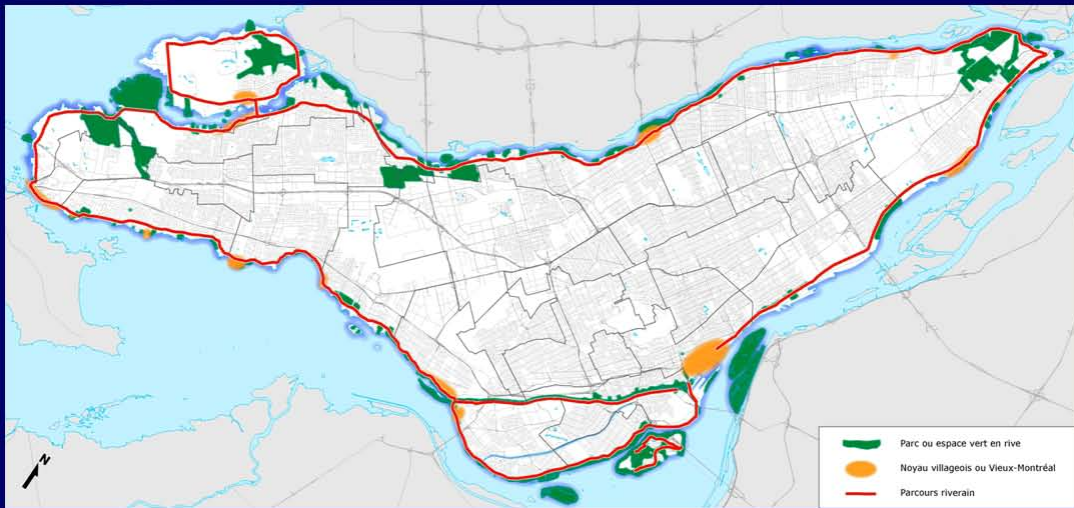 N
Parc ou espace vert en rive
Noyau villageois ou Vieux-Montréal
Parcours riverain